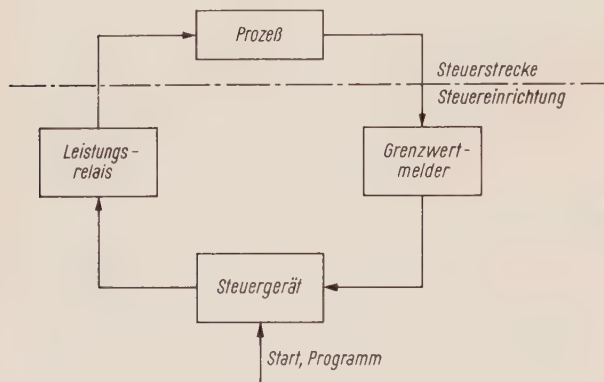 Prozeß
Steuerstrecke
Steuereinrichtung
Leistungs-
relais
Grenzwert-
melder
Steuergerät
Start, Programm